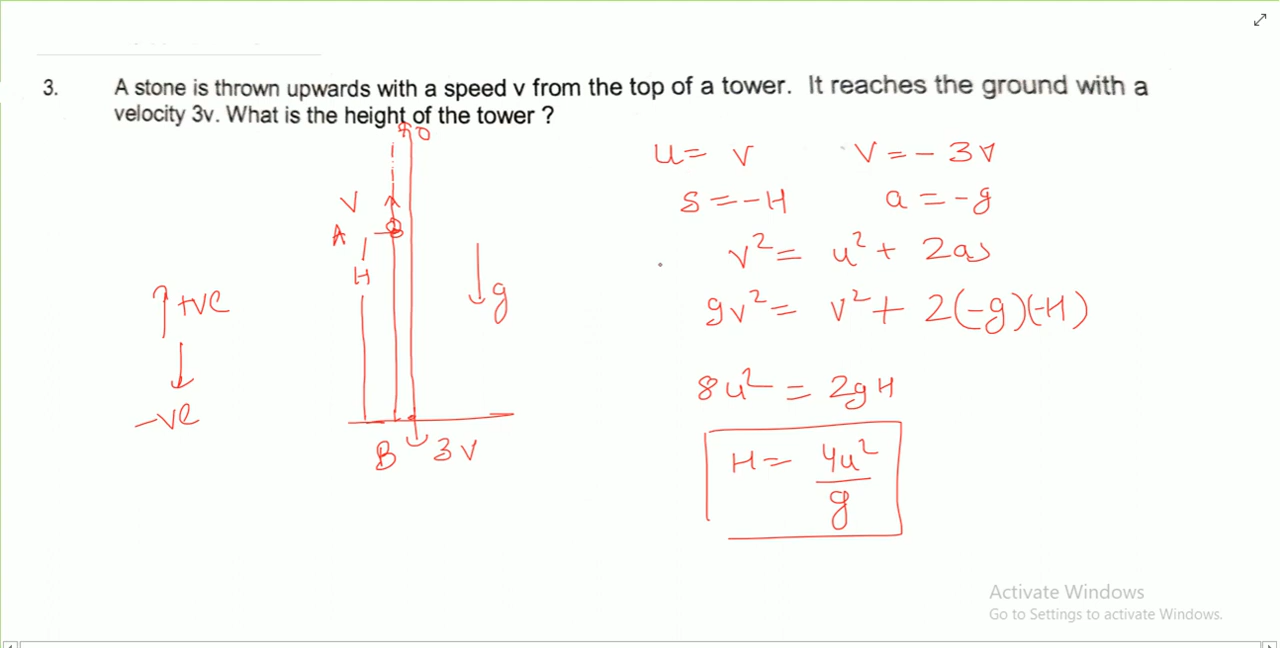 3. A stone is thrown upwards with a speed v from the top of a tower. It reaches the ground with a
velocity 3v. What is the height of the tower ?
0
u = v v = - 3v
V
s = -H a = -g
A
v² = u² + 2as
H
g
↑ +ve
9v² = v² + 2(-g)(-H)
↓
-ve
8u² = 2gH
B 3v
H = 4u²/g
Activate Windows
Go to Settings to activate Windows.